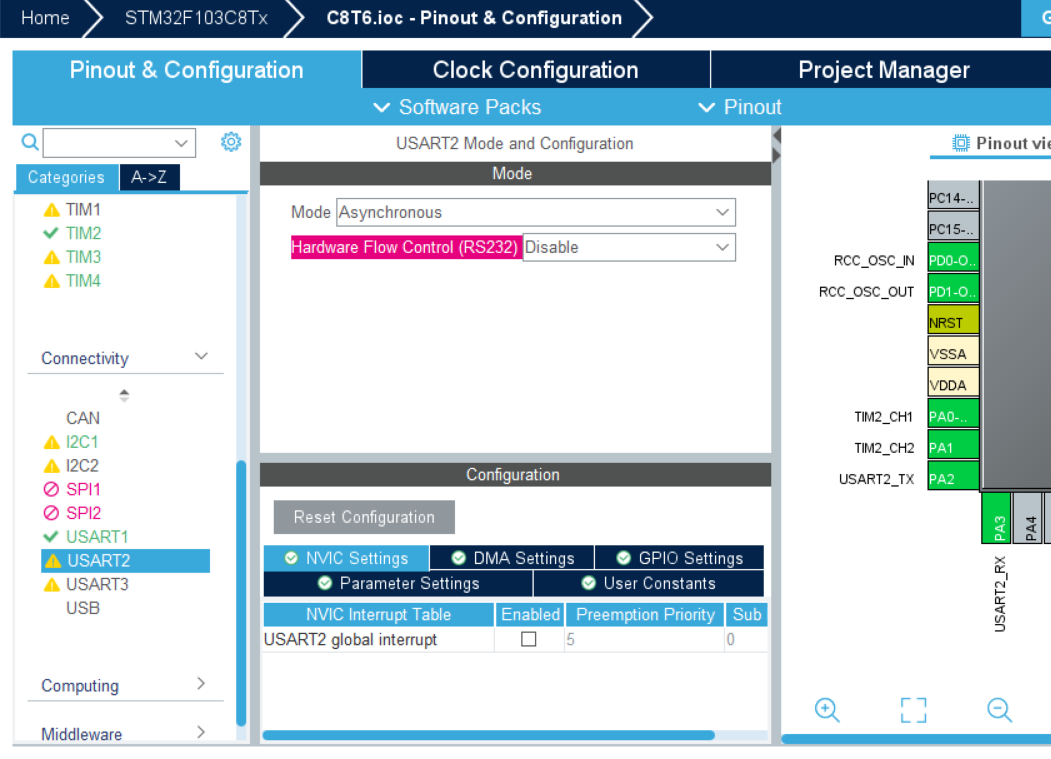 Home STM32F103C8Tx C8T6.ioc - Pinout & Configuration
Pinout & Configuration Clock Configuration Project Manager
Software Packs Pinout
USART2 Mode and Configuration
Pinout vie
Categories A->Z
Mode
TIM1
TIM2
TIM3
TIM4
Connectivity
CAN
I2C1
I2C2
SPI1
SPI2
USART1
USART2
USART3
USB
Computing
Middleware
Mode Asynchronous
Hardware Flow Control (RS232) Disable
Configuration
Reset Configuration
NVIC Settings DMA Settings GPIO Settings
Parameter Settings User Constants
NVIC Interrupt Table Enabled Preemption Priority Sub
USART2 global interrupt 5 0
PC14-..
PC15-..
RCC_OSC_IN PD0-O..
RCC_OSC_OUT PD1-O..
NRST
VSSA
VDDA
TIM2_CH1 PA0-..
TIM2_CH2 PA1
USART2_TX PA2
PA3 PA4
USART2_RX